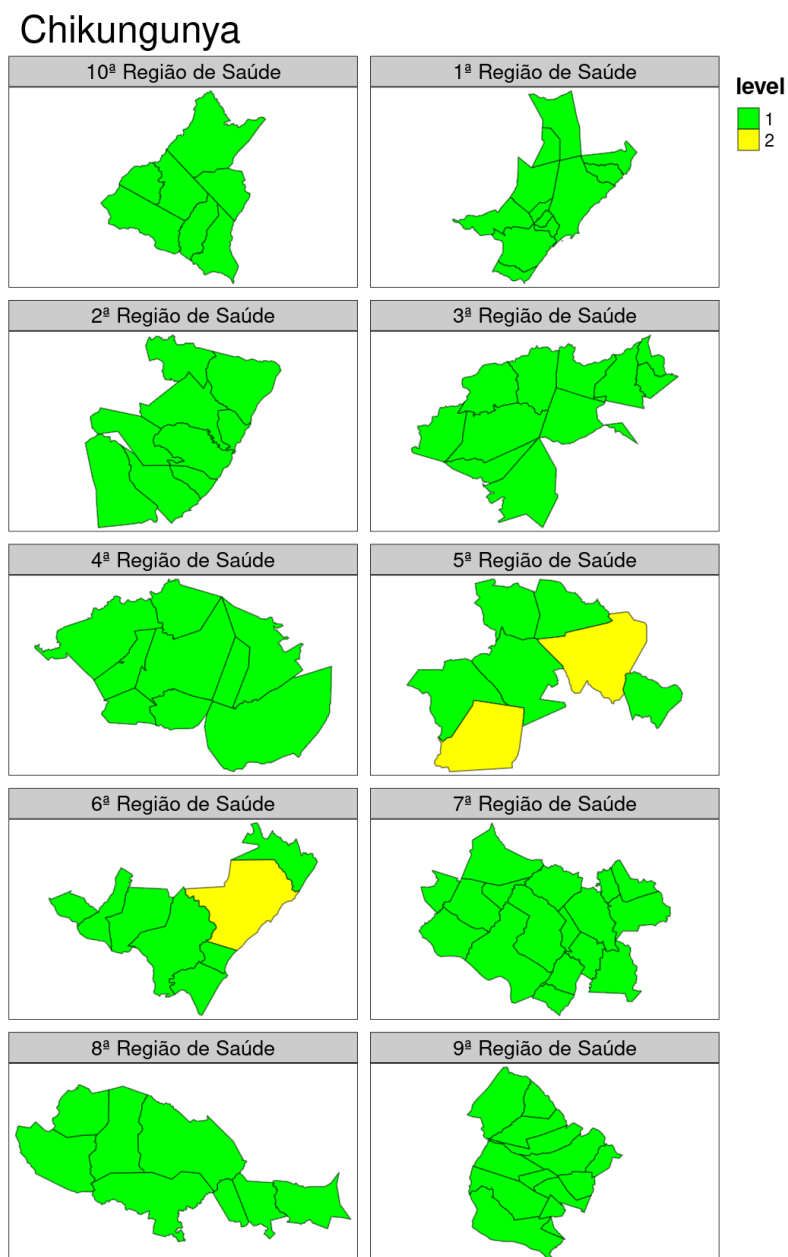 Chikungunya
10ª Região de Saúde
1ª Região de Saúde
level
1
2
2ª Região de Saúde
3ª Região de Saúde
4ª Região de Saúde
5ª Região de Saúde
6ª Região de Saúde
7ª Região de Saúde
8ª Região de Saúde
9ª Região de Saúde